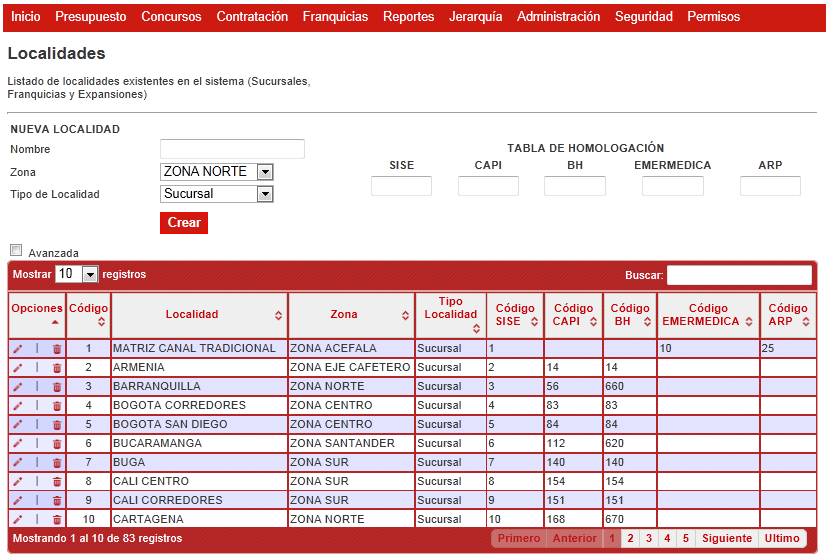 Inicio Presupuesto Concursos Contratación Franquicias Reportes Jerarquía Administración Seguridad Permisos
Localidades
Listado de localidades existentes en el sistema (Sucursales,
Franquicias y Expansiones)
NUEVA LOCALIDAD
Nombre
Zona ZONA NORTE
Tipo de Localidad Sucursal
TABLA DE HOMOLOGACIÓN
SISE CAPI BH EMERMEDICA ARP
Crear
Avanzada
Mostrar 10 registros Buscar:
Opciones Código Localidad Zona Tipo Localidad Código SISE Código CAPI Código BH Código EMERMEDICA Código ARP
1 MATRIZ CANAL TRADICIONAL ZONA ACEFALA Sucursal 1 10 25
2 ARMENIA ZONA EJE CAFETERO Sucursal 2 14 14
3 BARRANQUILLA ZONA NORTE Sucursal 3 56 660
4 BOGOTA CORREDORES ZONA CENTRO Sucursal 4 83 83
5 BOGOTA SAN DIEGO ZONA CENTRO Sucursal 5 84 84
6 BUCARAMANGA ZONA SANTANDER Sucursal 6 112 620
7 BUGA ZONA SUR Sucursal 7 140 140
8 CALI CENTRO ZONA SUR Sucursal 8 154 154
9 CALI CORREDORES ZONA SUR Sucursal 9 151 151
10 CARTAGENA ZONA NORTE Sucursal 10 168 670
Mostrando 1 al 10 de 83 registros Primero Anterior 1 2 3 4 5 Siguiente Ultimo